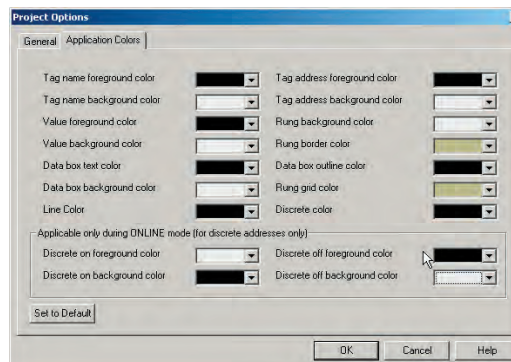 Project Options
General Application Colors
Tag name foreground color Tag address foreground color
Tag name background color Tag address background color
Value foreground color Rung background color
Value background color Rung border color
Data box text color Data box outline color
Data box background color Rung grid color
Line Color Discrete color
Applicable only during ONLINE mode (for discrete addresses only)
Discrete on foreground color Discrete off foreground color
Discrete on background color Discrete off background color
Set to Default
OK Cancel Help